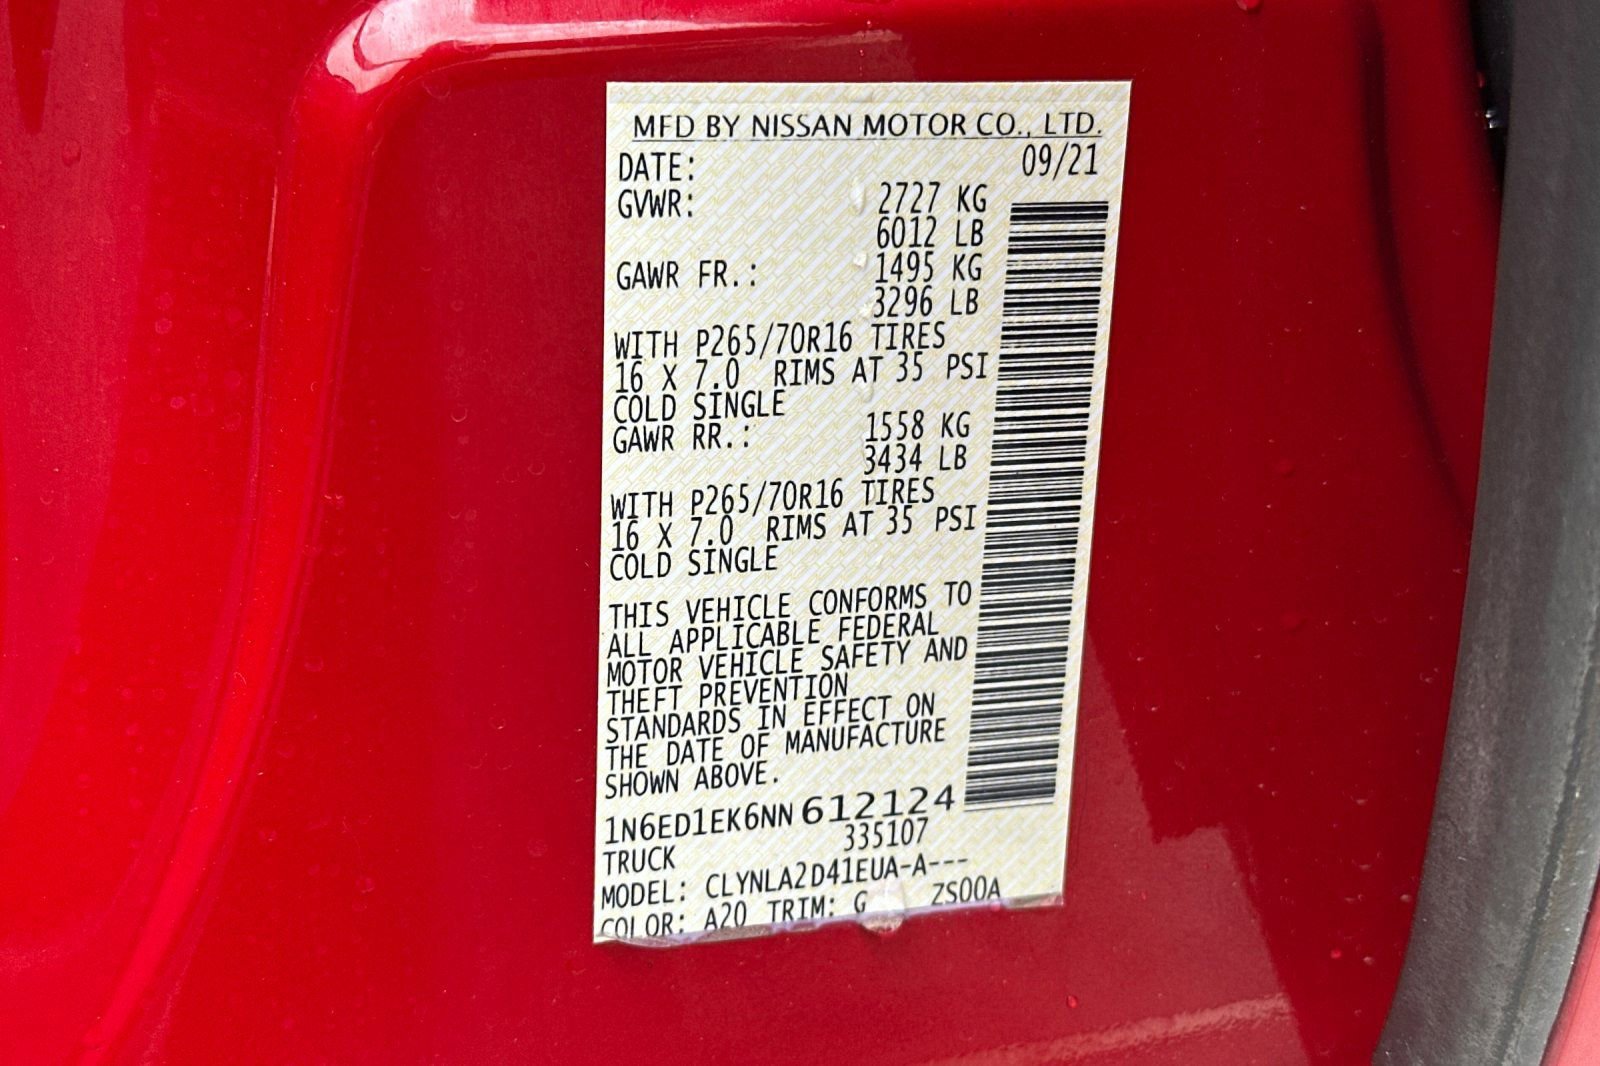 MFD BY NISSAN MOTOR CO., LTD.
DATE: 09/21
GVWR: 2727 KG
6012 LB
GAWR FR.: 1495 KG
3296 LB
WITH P265/70R16 TIRES
16 X 7.0 RIMS AT 35 PSI
COLD SINGLE
GAWR RR.: 1558 KG
3434 LB
WITH P265/70R16 TIRES
16 X 7.0 RIMS AT 35 PSI
COLD SINGLE
THIS VEHICLE CONFORMS TO
ALL APPLICABLE FEDERAL
MOTOR VEHICLE SAFETY AND
THEFT PREVENTION
STANDARDS IN EFFECT ON
THE DATE OF MANUFACTURE
SHOWN ABOVE.
1N6ED1EK6NN 612124
335107
TRUCK
MODEL: CLYNLA2D41EUA-A---
COLOR: A20 TRIM: G ZS00A